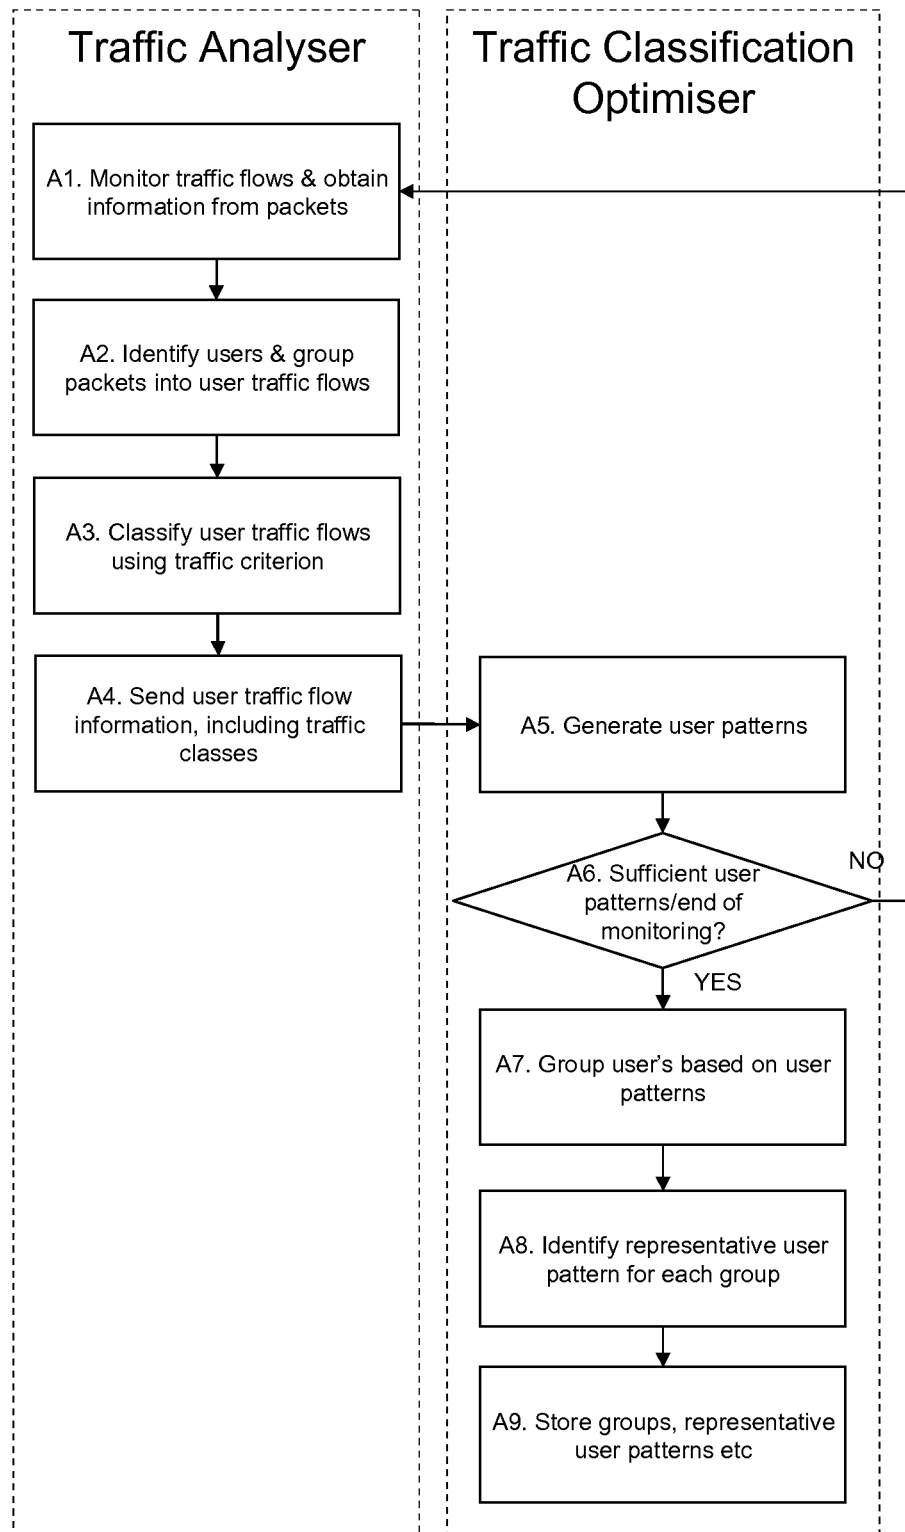 Traffic Analyser
Traffic Classification
Optimiser
A1. Monitor traffic flows & obtain
information from packets
A2. Identify users & group
packets into user traffic flows
A3. Classify user traffic flows
using traffic criterion
A4. Send user traffic flow
information, including traffic
classes
A5. Generate user patterns
A6. Sufficient user
patterns/end of
monitoring?
NO
YES
A7. Group user's based on user
patterns
A8. Identify representative user
pattern for each group
A9. Store groups, representative
user patterns etc